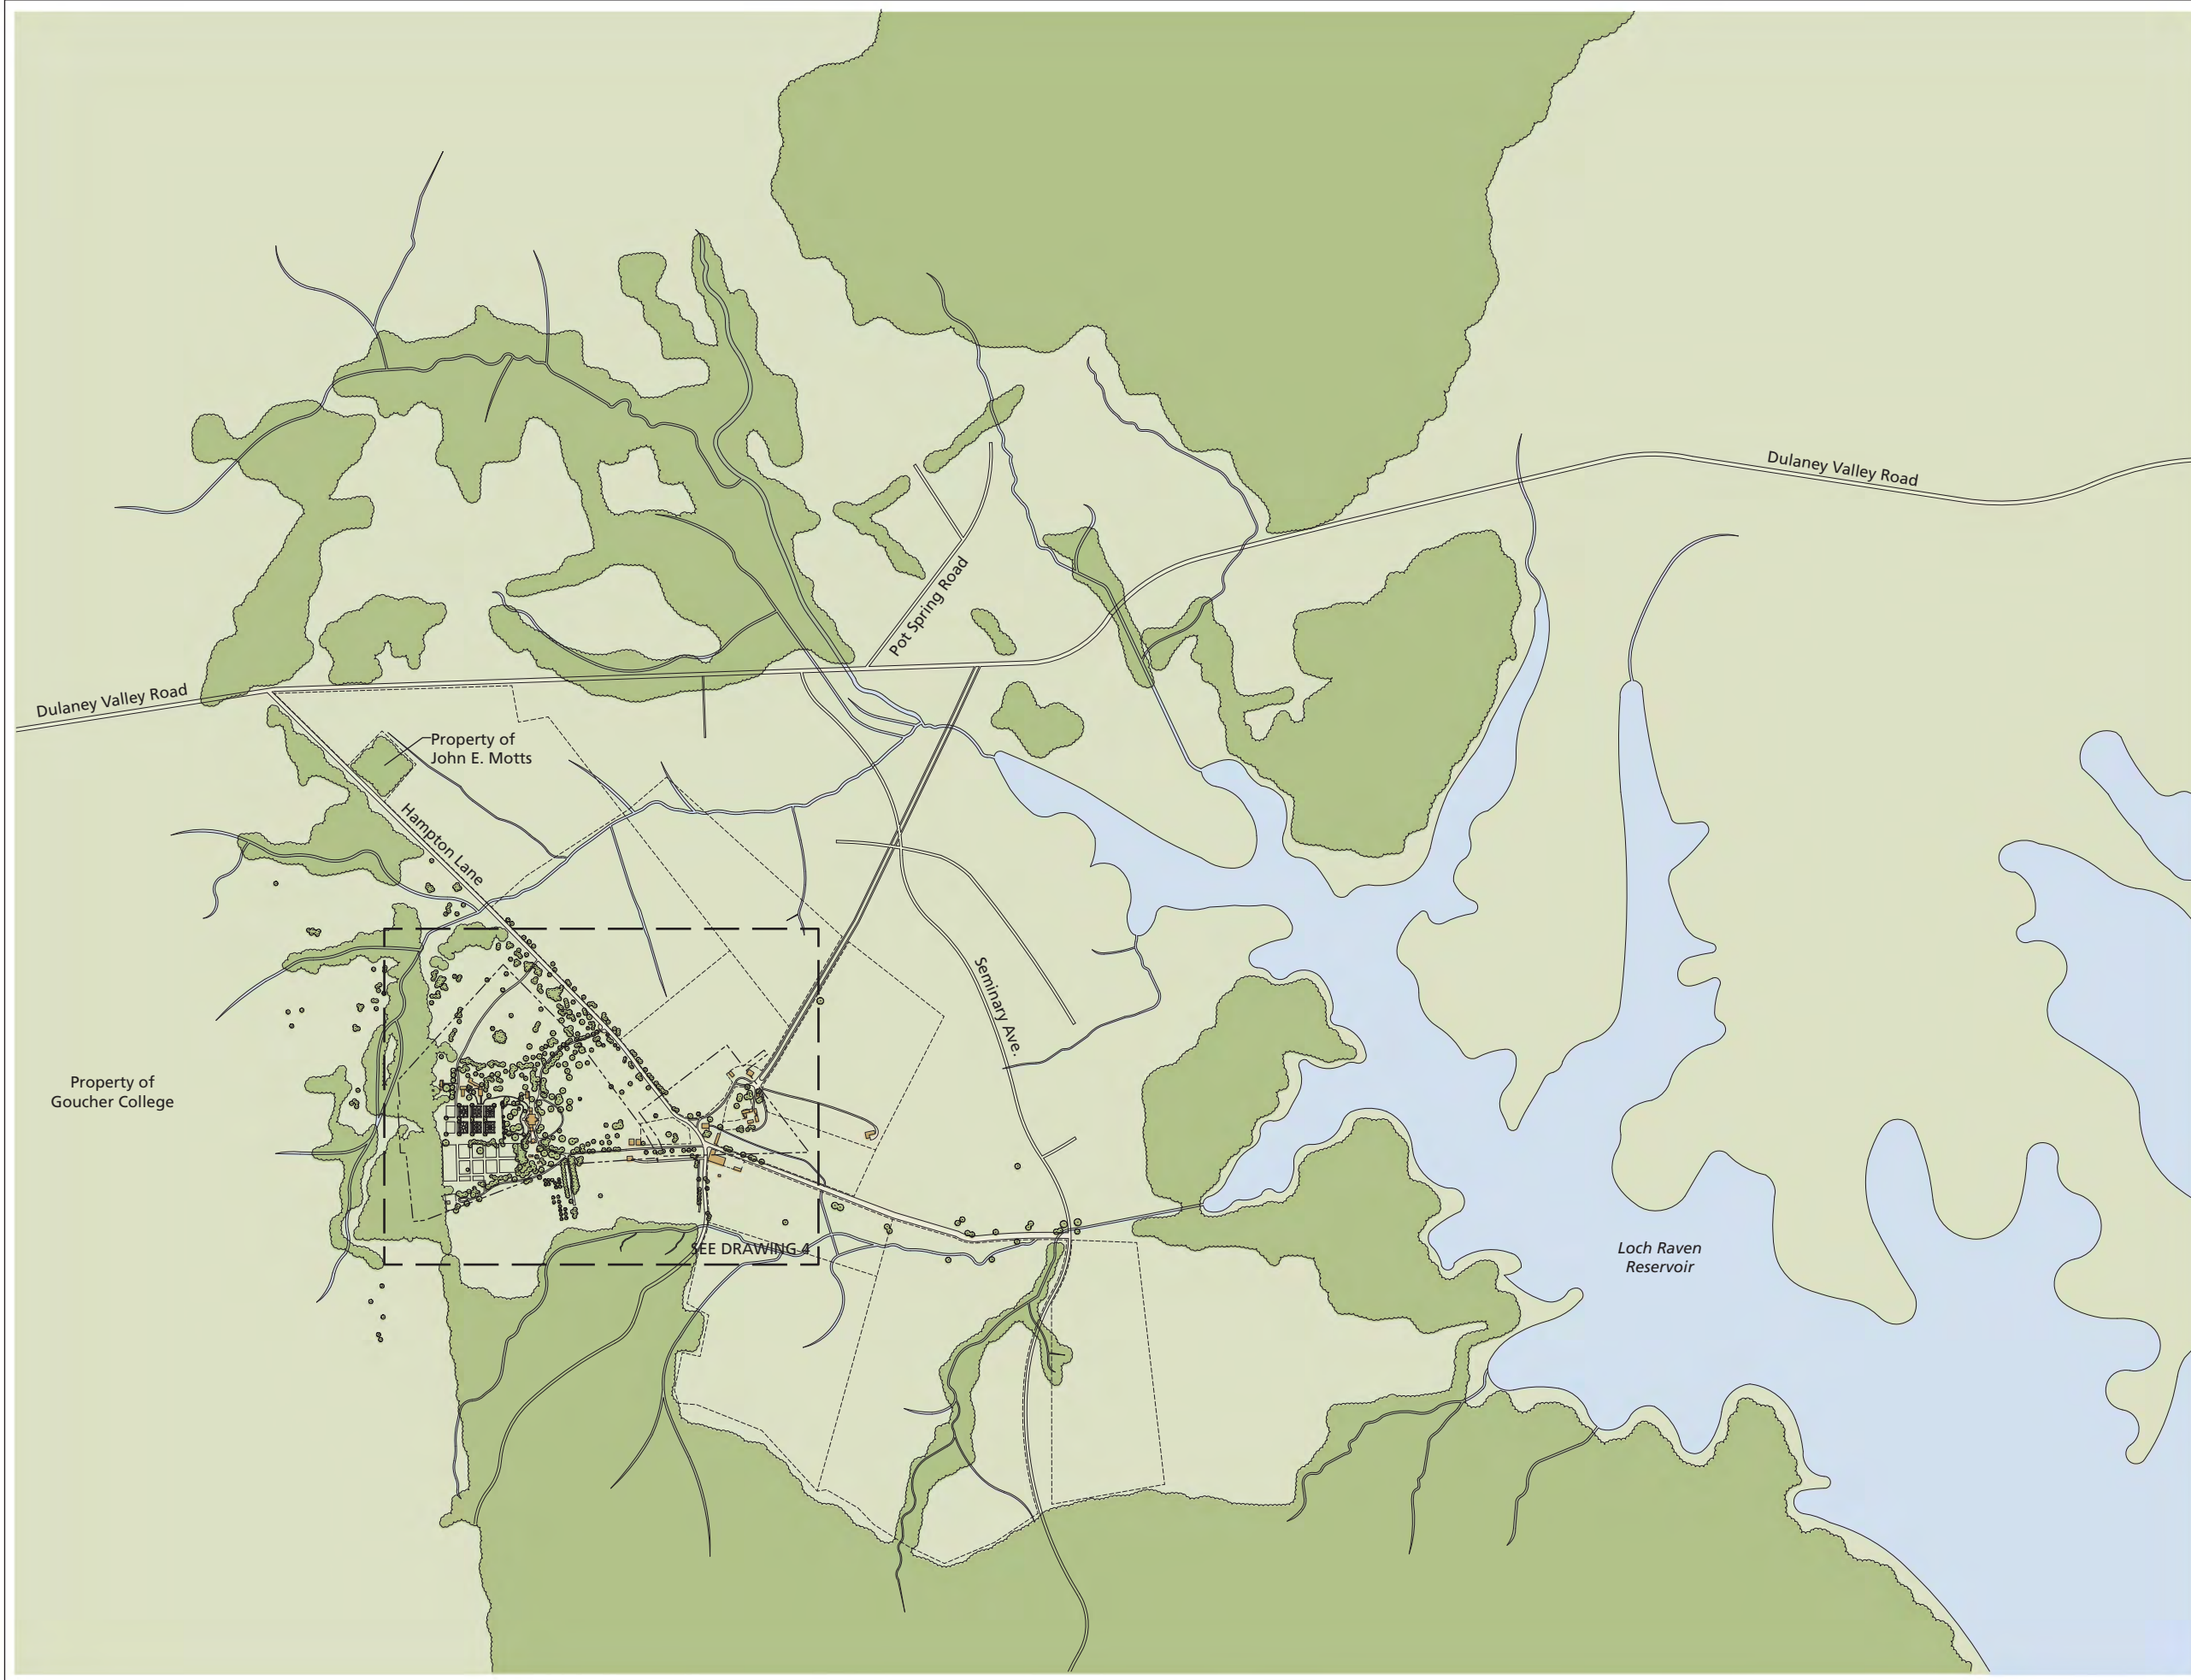 Dulaney Valley Road
Pot Spring Road
Dulaney Valley Road
Property of
John E. Motts
Hampton Lane
Seminary Ave.
Property of
Goucher College
SEE DRAWING 4
Loch Raven
Reservoir